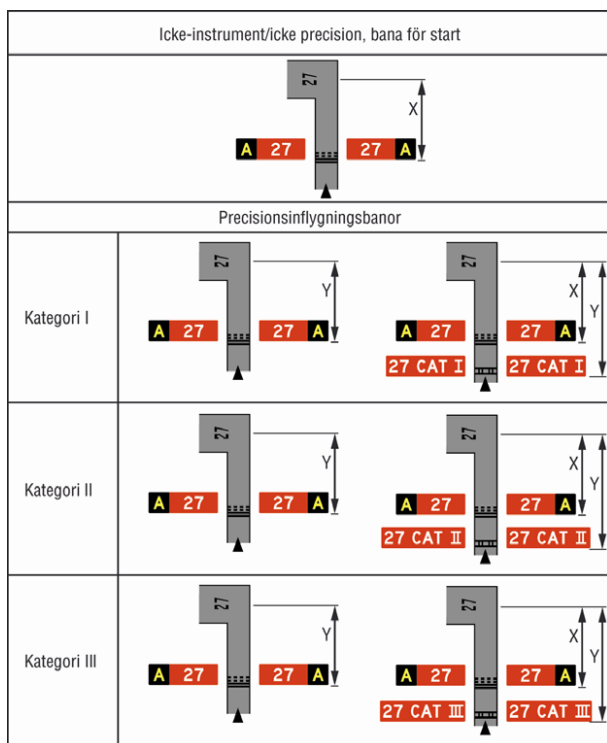 Icke-instrument/icke precision, bana för start
27
X
A 27 27 A
Precisionsinflygningsbanor
Kategori I
27 27
Y X Y
A 27 27 A A 27 27 A
27 CAT I 27 CAT I
Kategori II
27 27
Y X Y
A 27 27 A A 27 27 A
27 CAT II 27 CAT II
Kategori III
27 27
Y X Y
A 27 27 A A 27 27 A
27 CAT III 27 CAT III